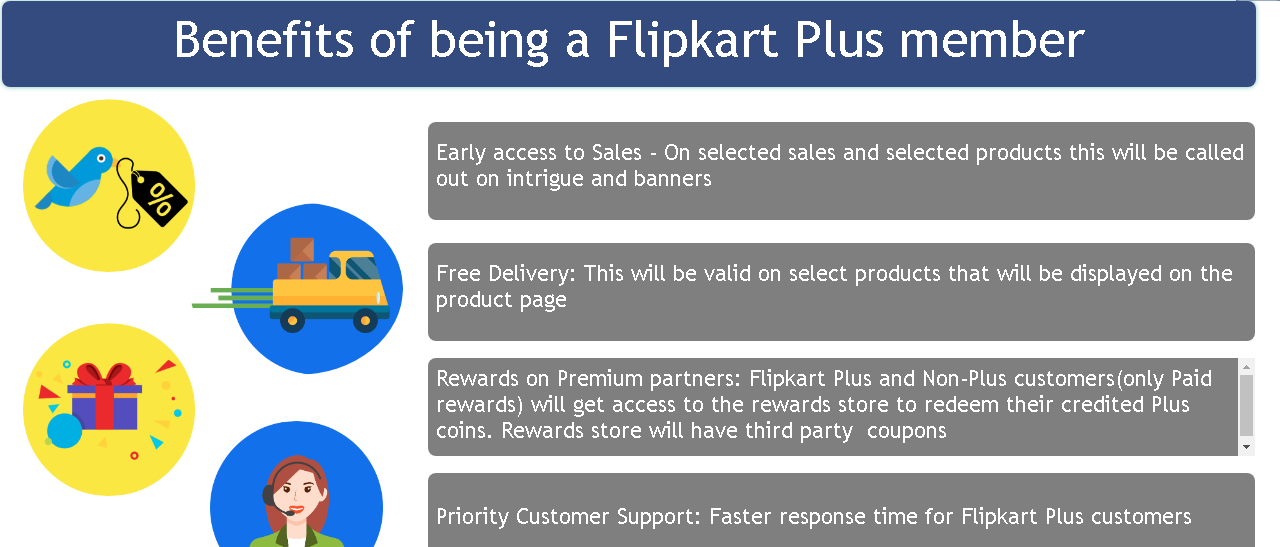 Benefits of being a Flipkart Plus member
%
Early access to Sales - On selected sales and selected products this will be called
out on intrigue and banners
Free Delivery: This will be valid on select products that will be displayed on the
product page
Rewards on Premium partners: Flipkart Plus and Non-Plus customers(only Paid
rewards) will get access to the rewards store to redeem their credited Plus
coins. Rewards store will have third party  coupons
Priority Customer Support: Faster response time for Flipkart Plus customers